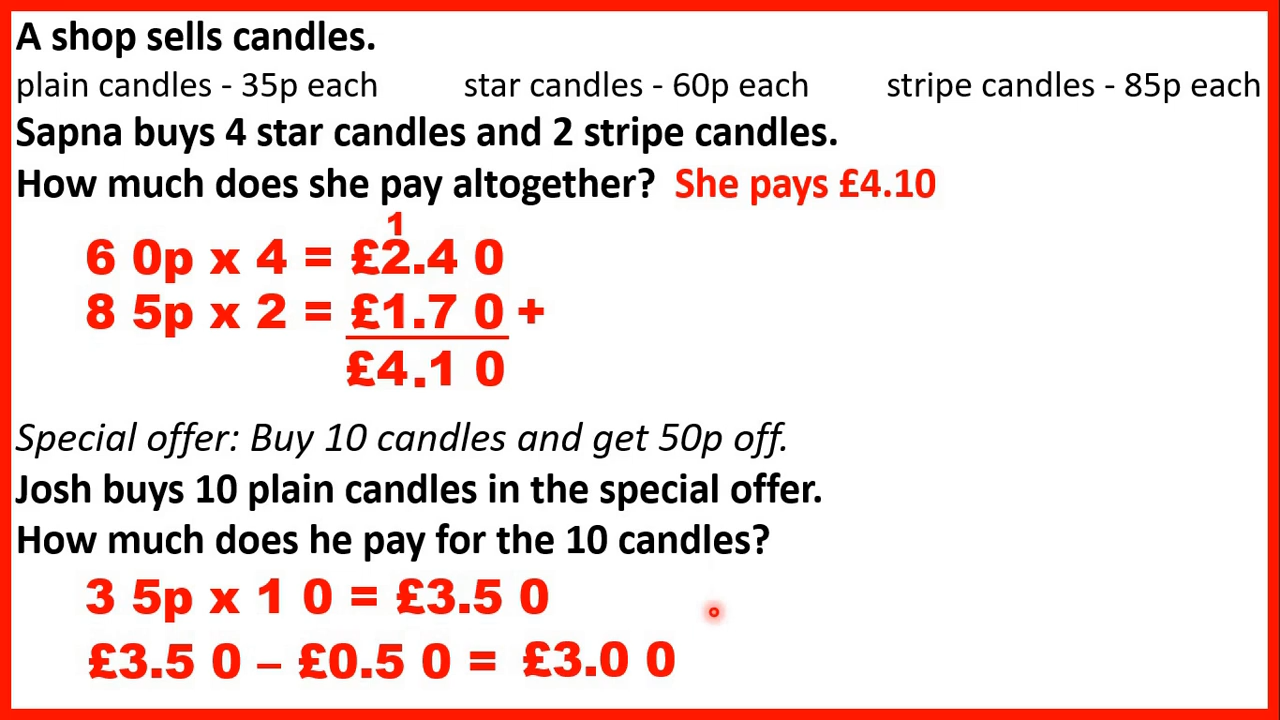 A shop sells candles.
plain candles - 35p each star candles - 60p each stripe candles - 85p each
Sapna buys 4 star candles and 2 stripe candles.
How much does she pay altogether? She pays £4.10
1
6 0p x 4 = £2.4 0
8 5p x 2 = £1.7 0 +
£4.1 0
Special offer: Buy 10 candles and get 50p off.
Josh buys 10 plain candles in the special offer.
How much does he pay for the 10 candles?
3 5p x 1 0 = £3.5 0
£3.5 0 – £0.5 0 = £3.0 0